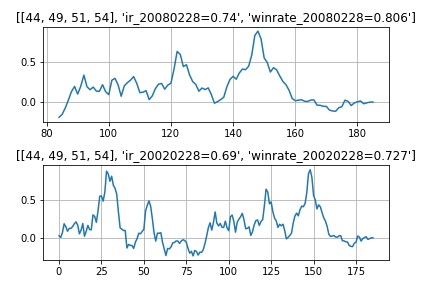 [[44, 49, 51, 54], 'ir_20080228=0.74', 'winrate_20080228=0.806']
0.5
0.0
80 100 120 140 160 180
[[44, 49, 51, 54], 'ir_20020228=0.69', 'winrate_20020228=0.727']
0.5
0.0
0 25 50 75 100 125 150 175